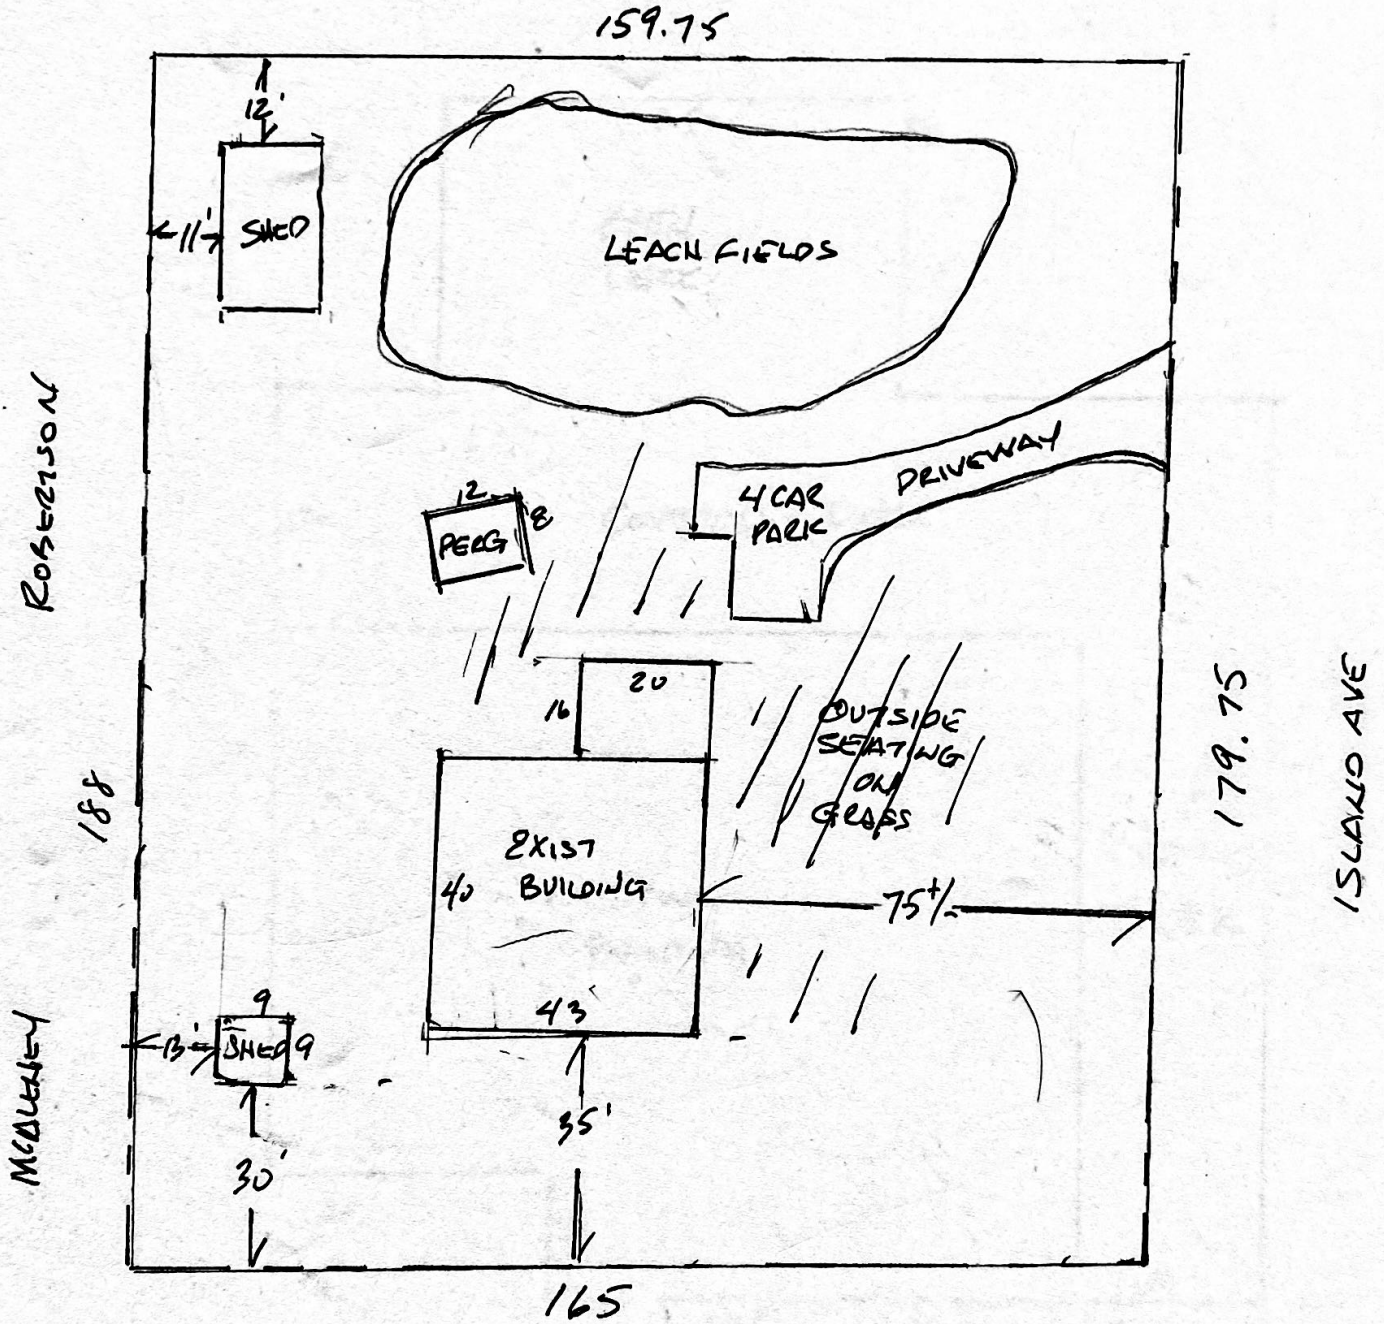 159.75
12'
11'
SHED
LEACH FIELDS
ROBERTSON
DRIVEWAY
4 CAR
PARK
12
8
PERG
20
16
OUTSIDE
SEATING
ON
GRASS
179.75
ISLAND AVE
188
EXIST
BUILDING
40
75+/-
43
9
13'
SHED
9
MCALENEY
35'
30'
165